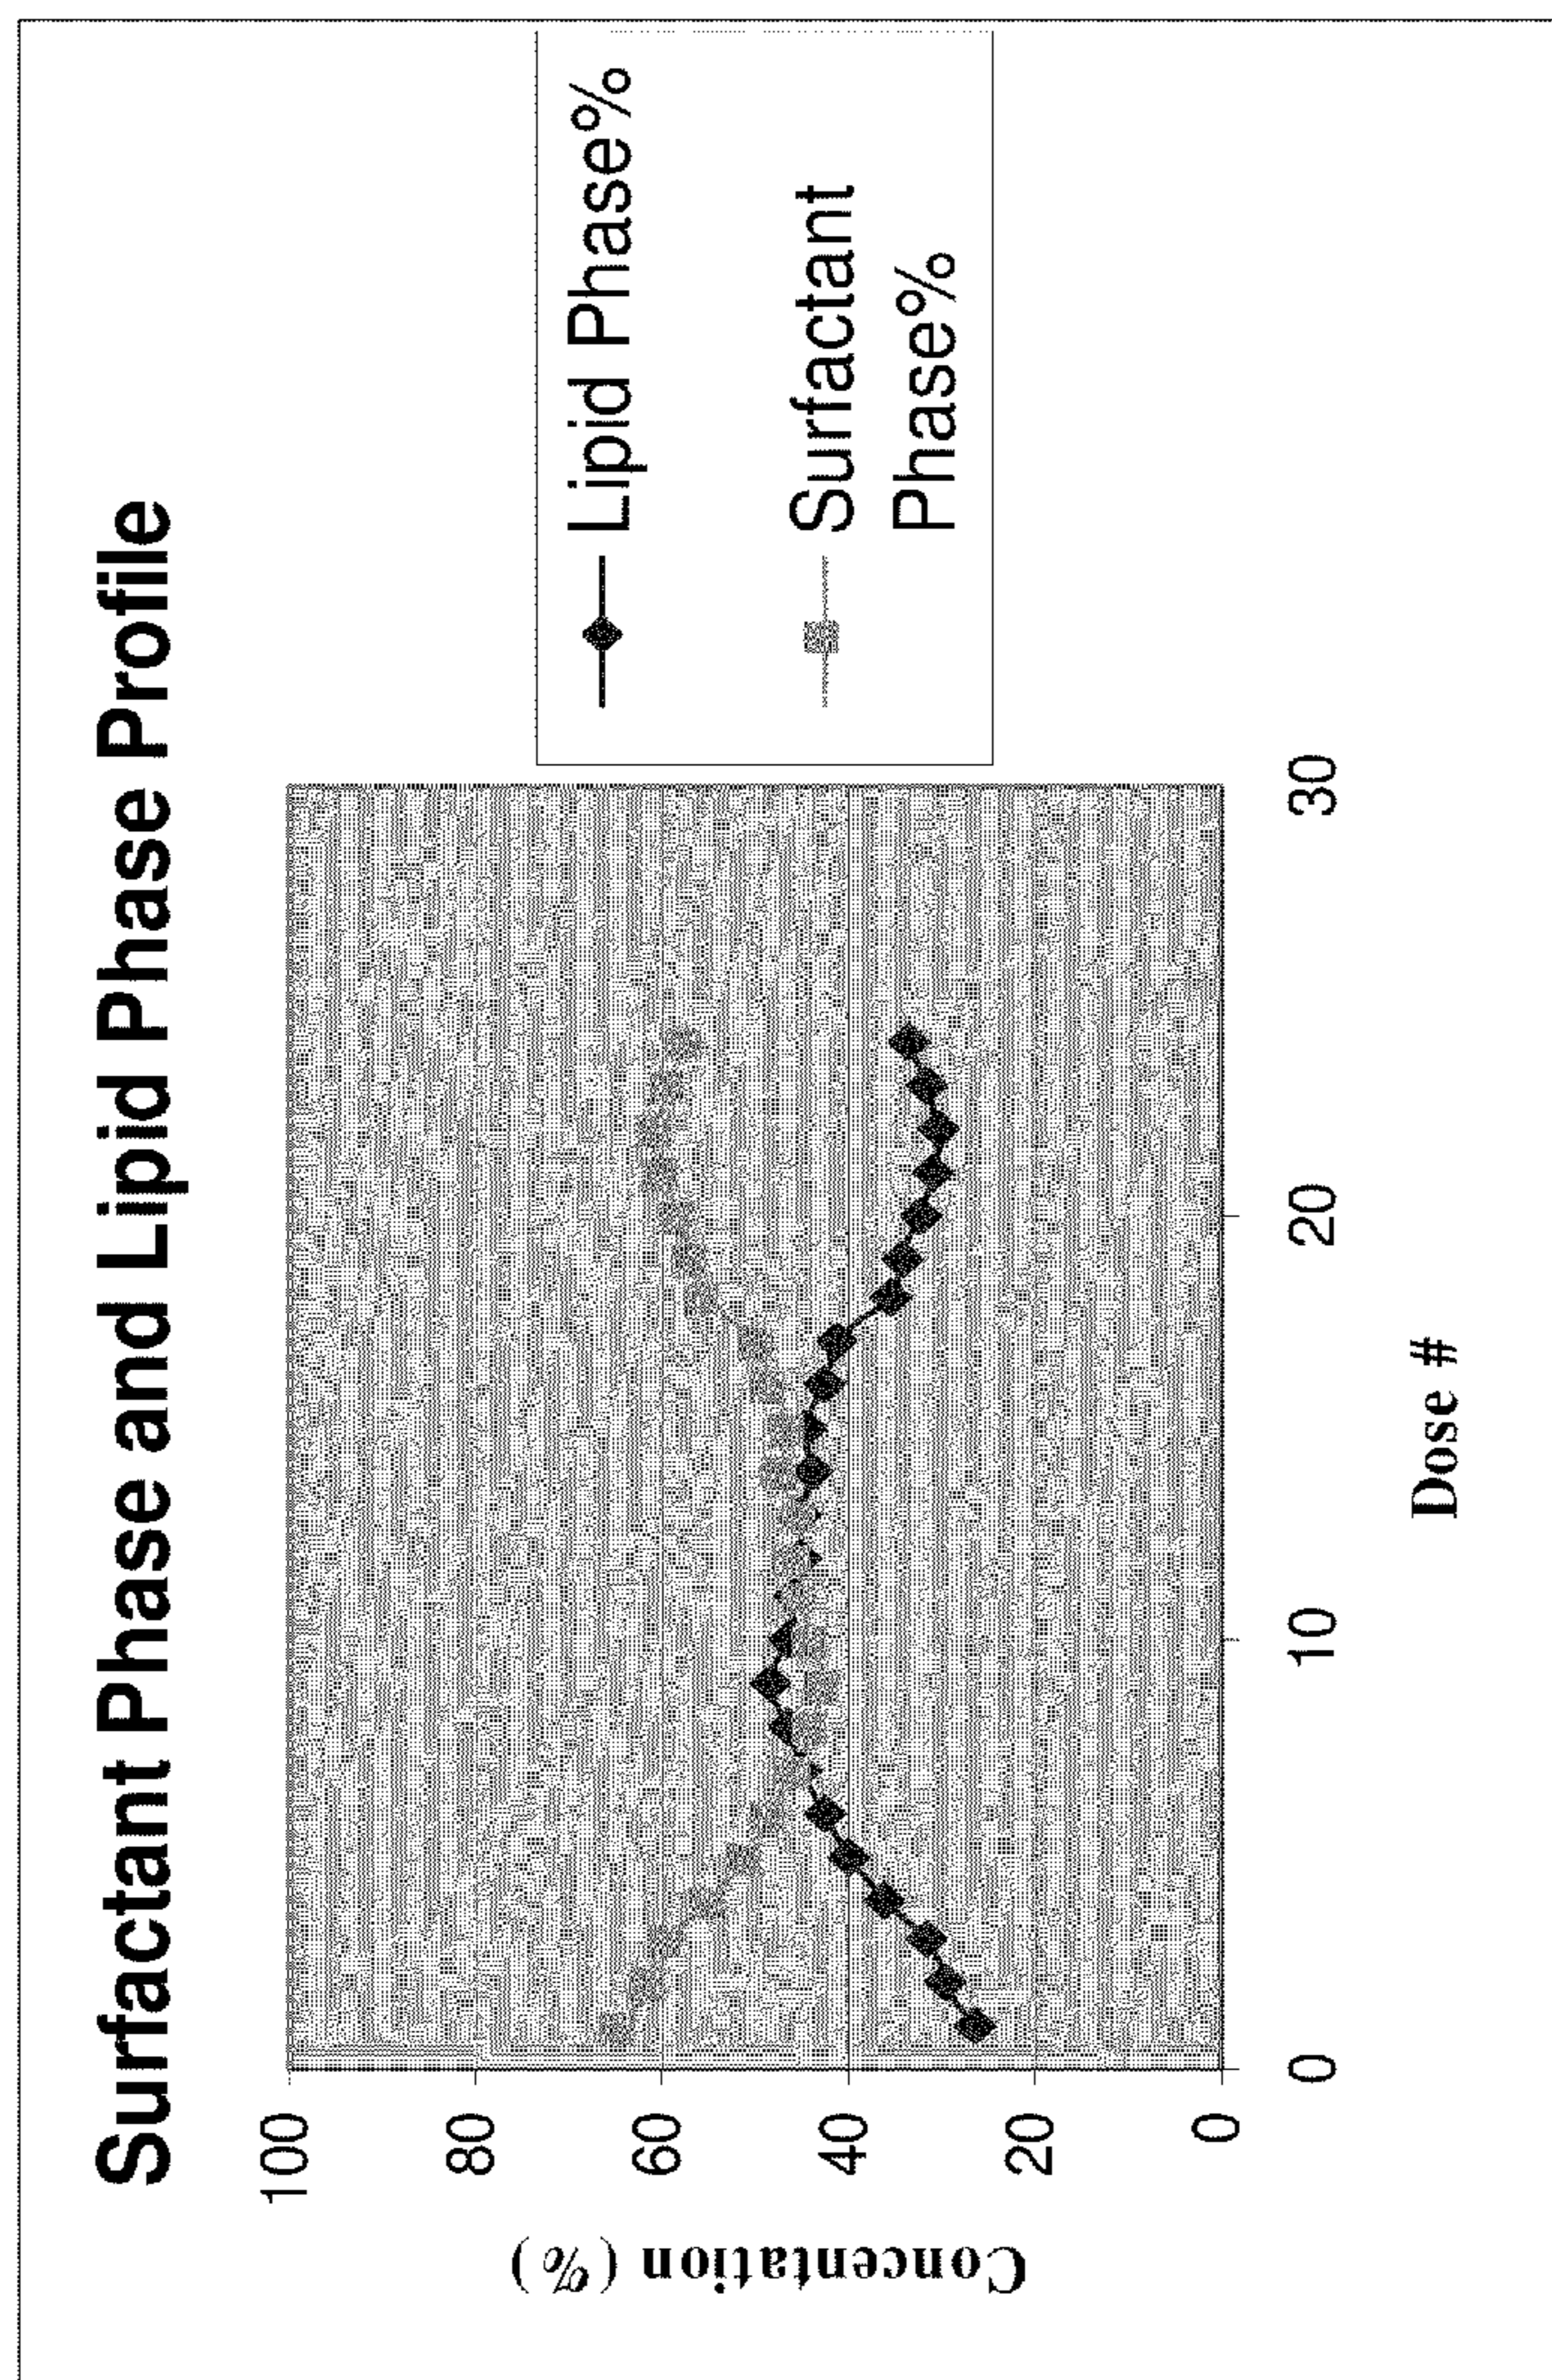 Surfactant Phase and Lipid Phase Profile
100
80
60
40
20
0
Concentation (%)
0
10
20
30
Dose #
Lipid Phase%
Surfactant
Phase%